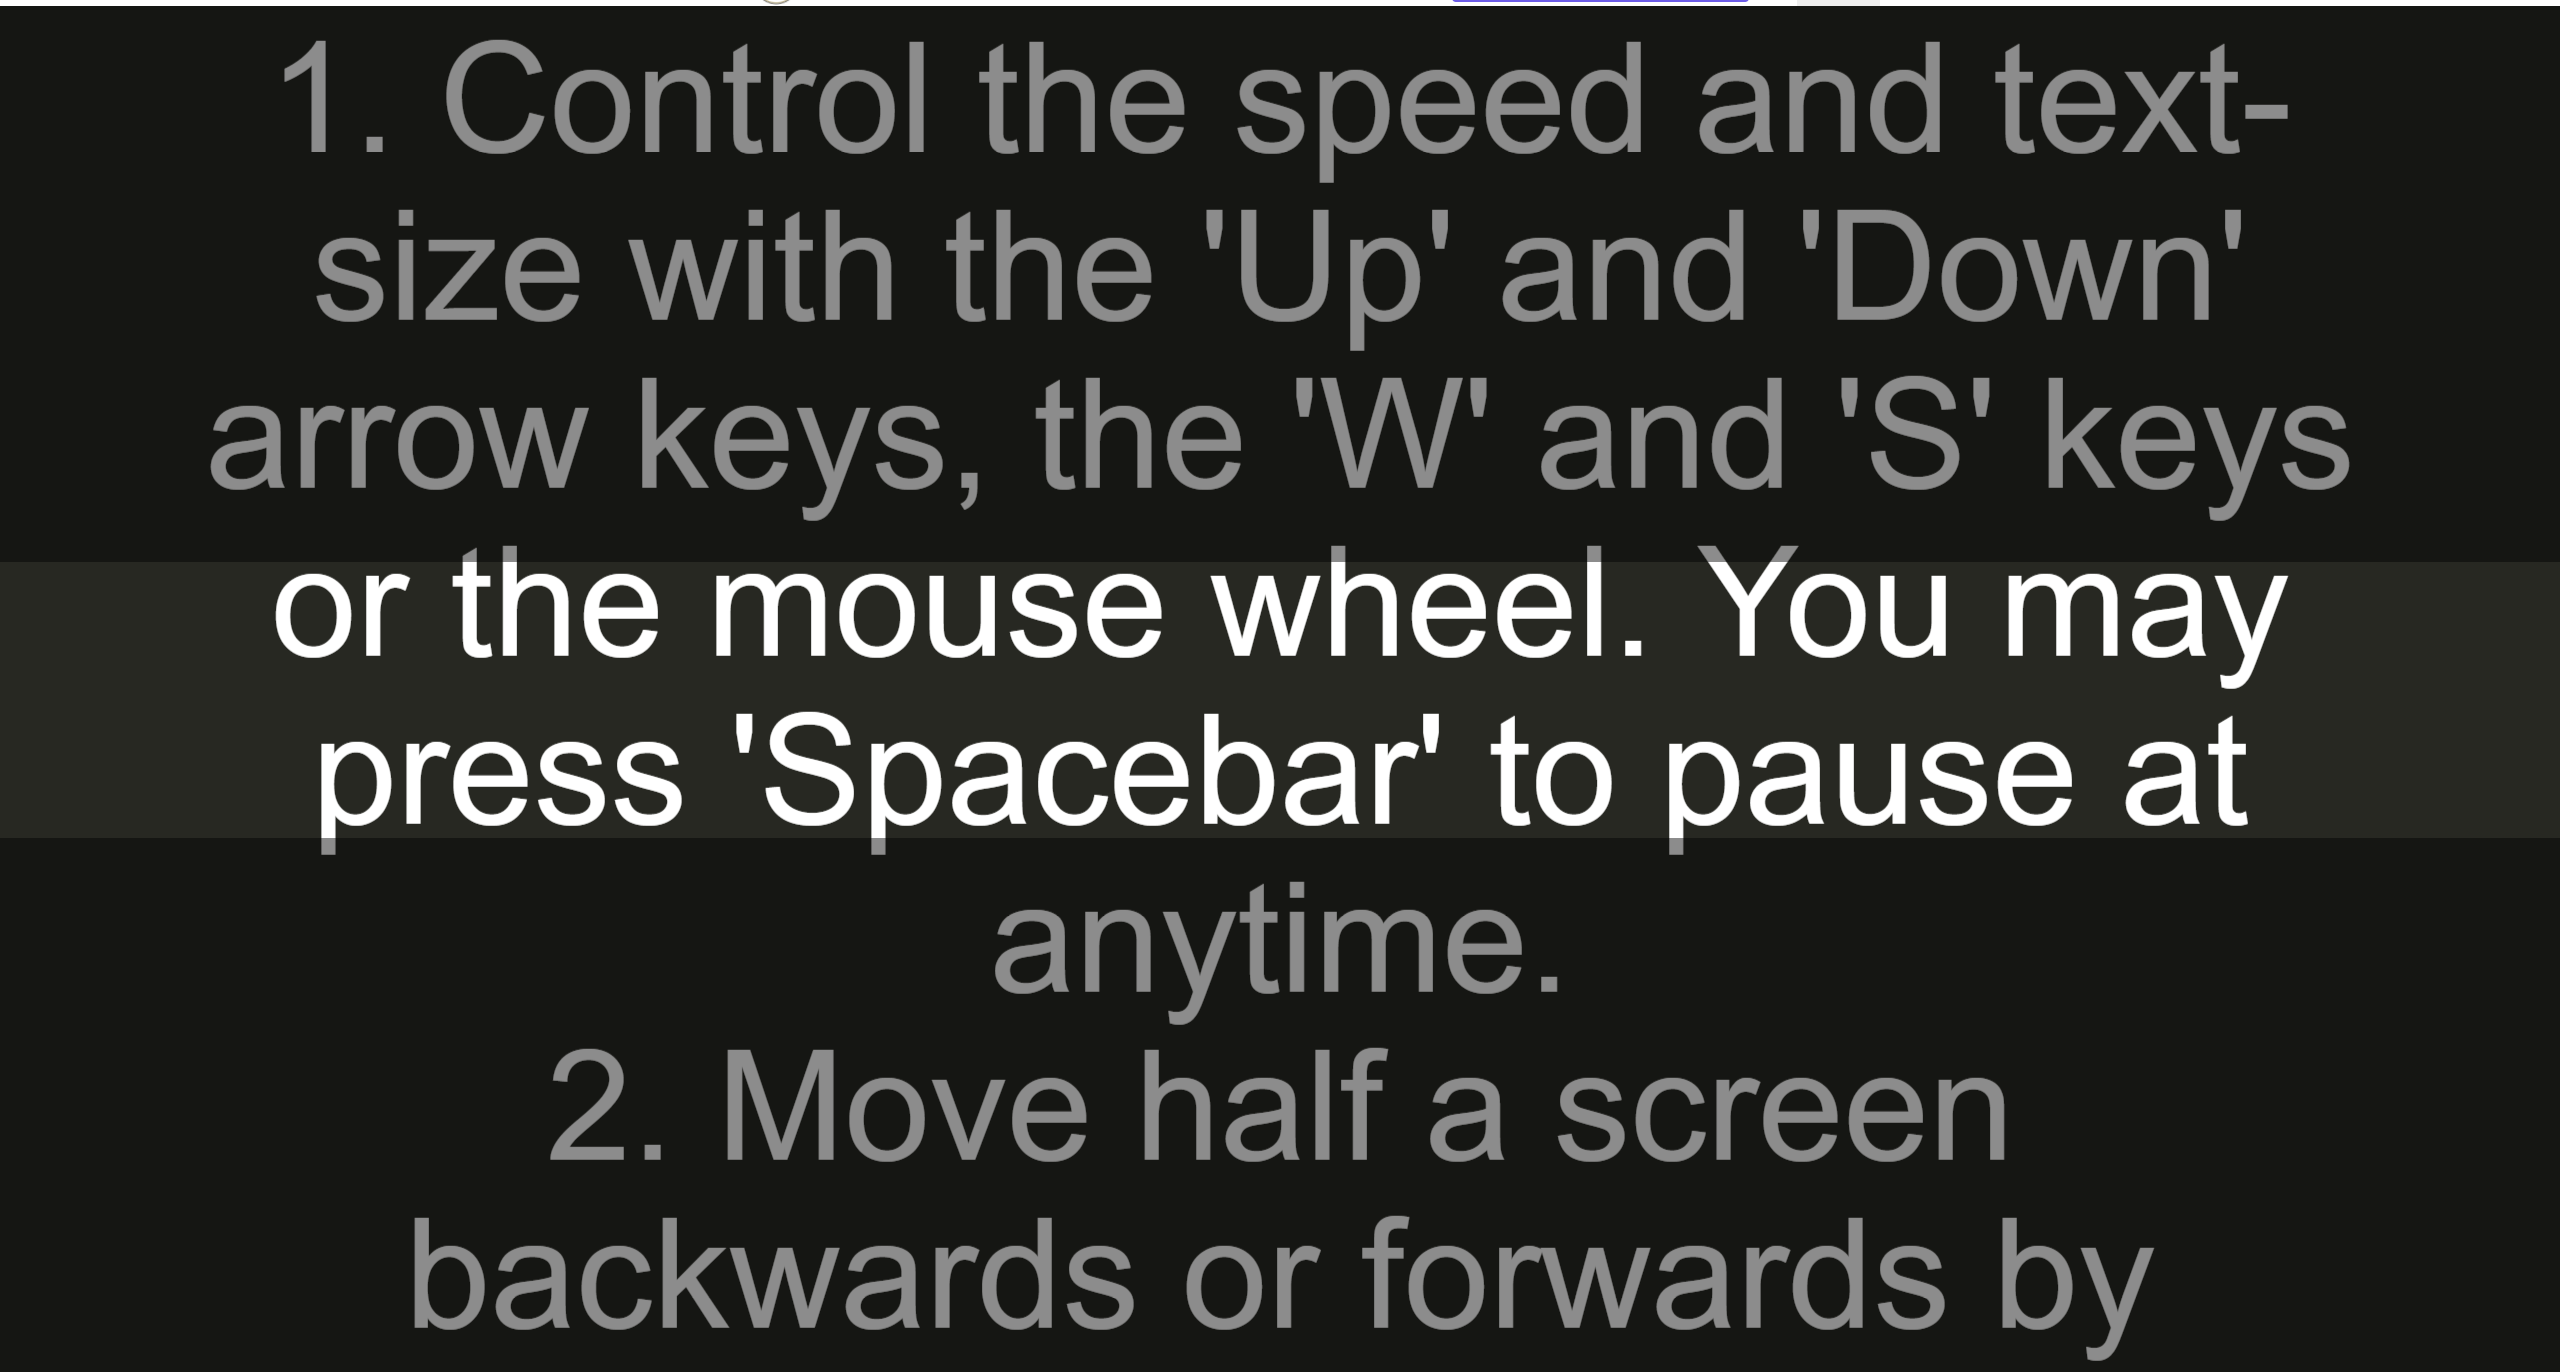 1. Control the speed and text-
size with the 'Up' and 'Down'
arrow keys, the 'W' and 'S' keys
or the mouse wheel. You may
press 'Spacebar' to pause at
anytime.
2. Move half a screen
backwards or forwards by